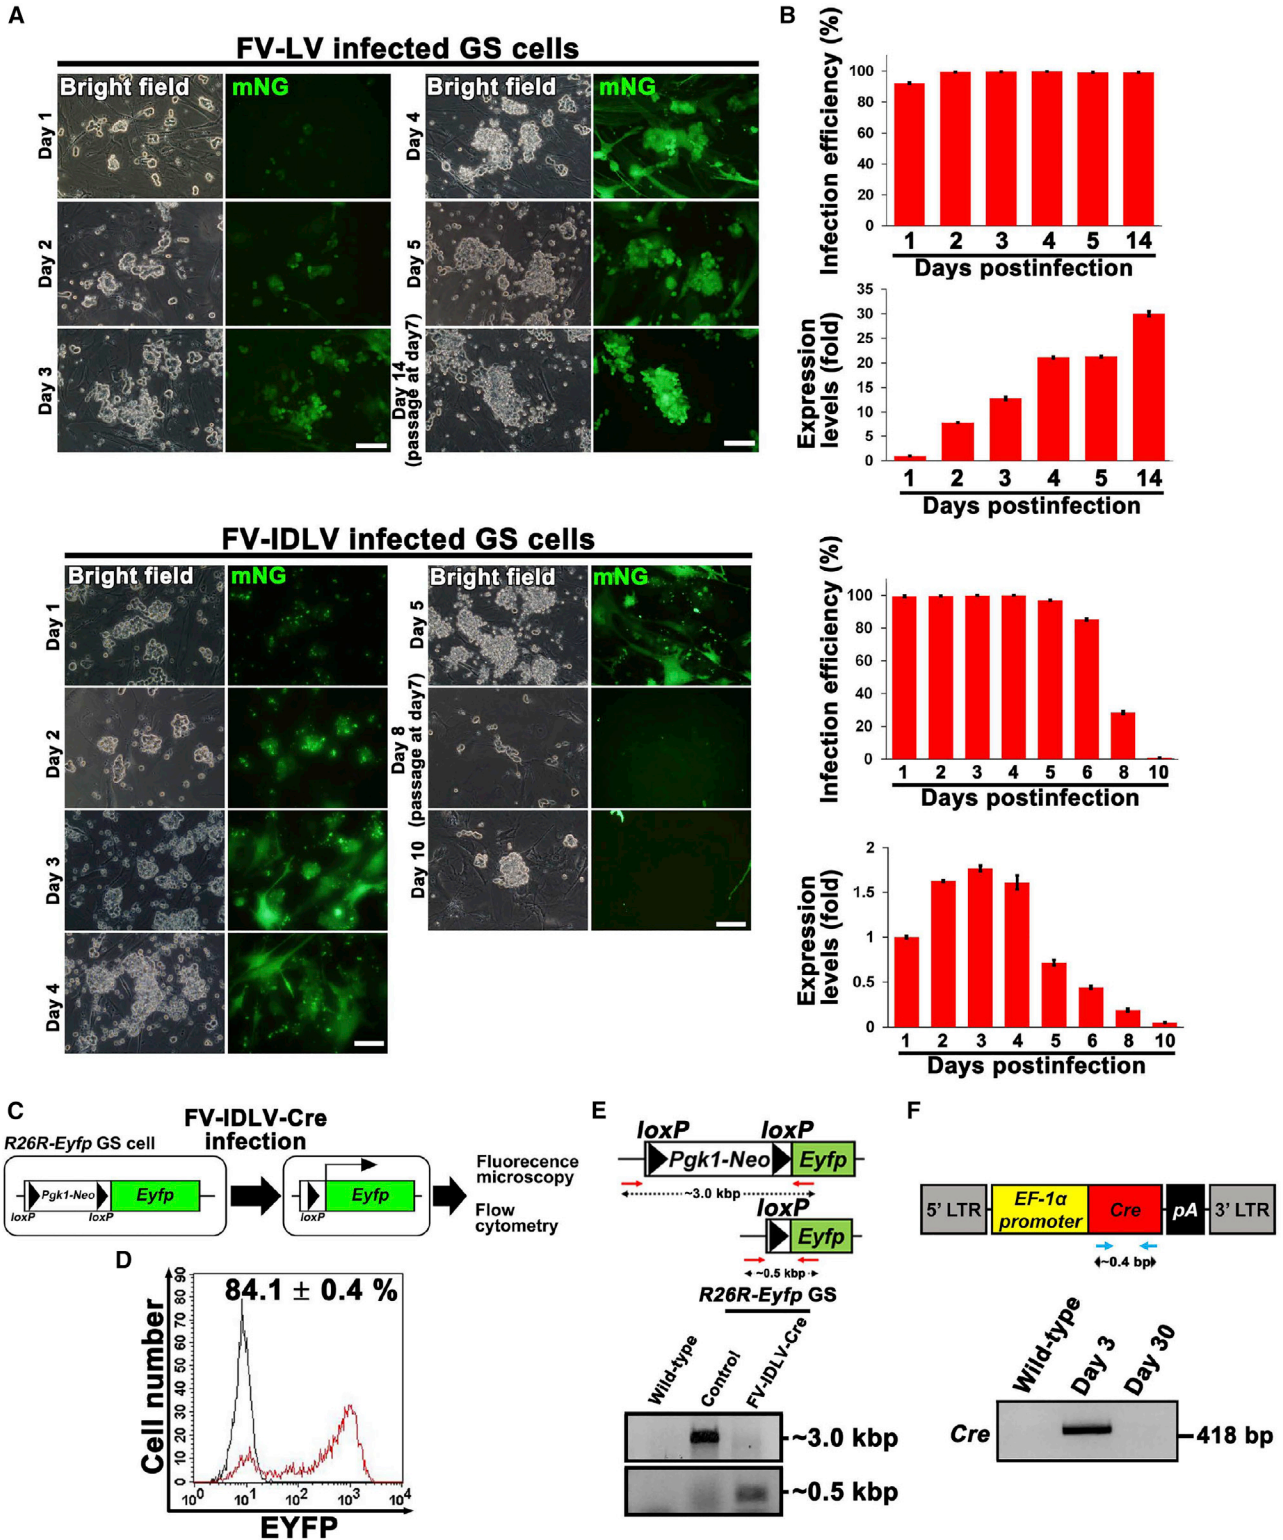 A
FV-LV infected GS cells
Bright field
mNG
Bright field
mNG
Day 1
Day 4
Day 2
Day 5
Day 3
Day 14
(passage at day7)
FV-IDLV infected GS cells
Bright field
mNG
Bright field
mNG
Day 1
Day 5
Day 2
Day 8
(passage at day7)
Day 3
Day 10
Day 4
B
Infection efficiency (%)
100
80
60
40
20
0
1 2 3 4 5 14
Days postinfection
Expression
levels (fold)
35
30
25
20
15
10
5
0
1 2 3 4 5 14
Days postinfection
Infection efficiency (%)
100
80
60
40
20
0
1 2 3 4 5 6 8 10
Days postinfection
Expression
levels (fold)
2
1.5
1
0.5
0
1 2 3 4 5 6 8 10
Days postinfection
C
FV-IDLV-Cre
infection
R26R-Eyfp GS cell
Pgk1-Neo
Eyfp
loxP
loxP
Eyfp
loxP
Fluorecence
microscopy
Flow
cytometry
D
84.1 ± 0.4 %
Cell number
90
80
70
60
50
40
30
20
10
0
10⁰ 10¹ 10² 10³ 10⁴
EYFP
E
loxP
loxP
Pgk1-Neo
Eyfp
~3.0 kbp
loxP
Eyfp
~0.5 kbp
R26R-Eyfp GS
Wild-type
Control
FV-IDLV-Cre
~3.0 kbp
~0.5 kbp
F
5' LTR
EF-1α
promoter
Cre
pA
3' LTR
~0.4 bp
Wild-type
Day 3
Day 30
Cre
418 bp